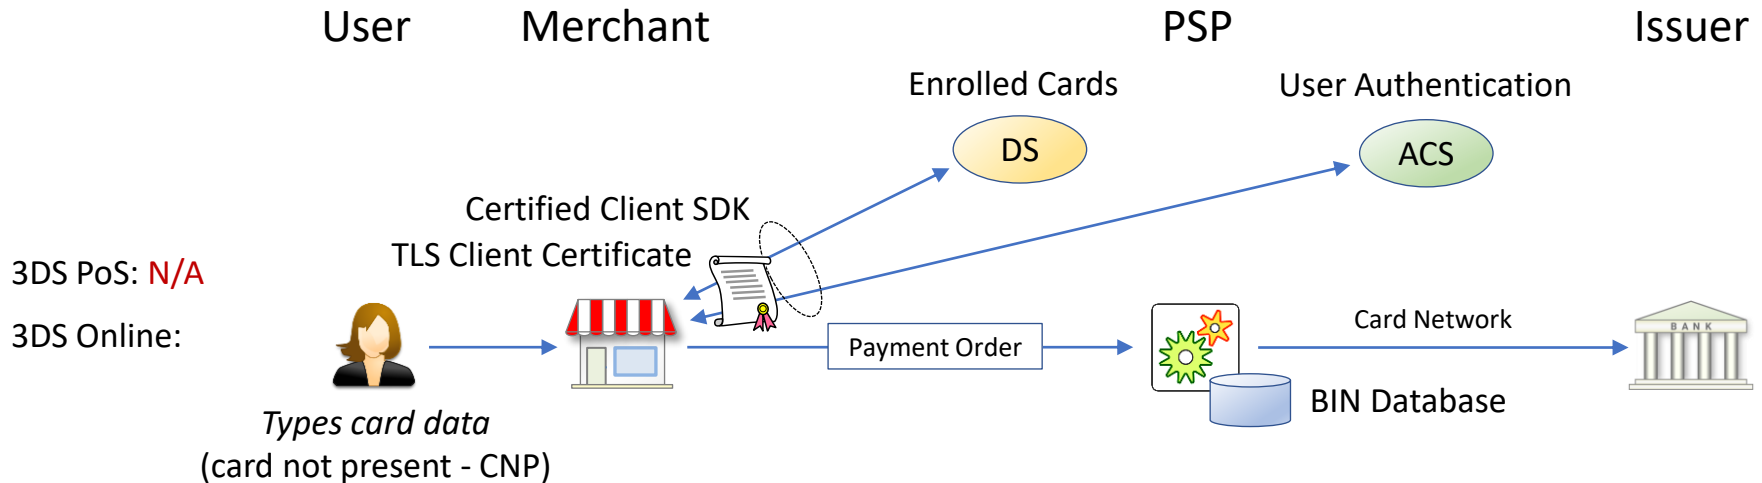 User Merchant PSP Issuer
Enrolled Cards
User Authentication
DS
ACS
Certified Client SDK
TLS Client Certificate
3DS PoS: N/A
3DS Online:
Payment Order
Card Network
BANK
BIN Database
Types card data
(card not present - CNP)